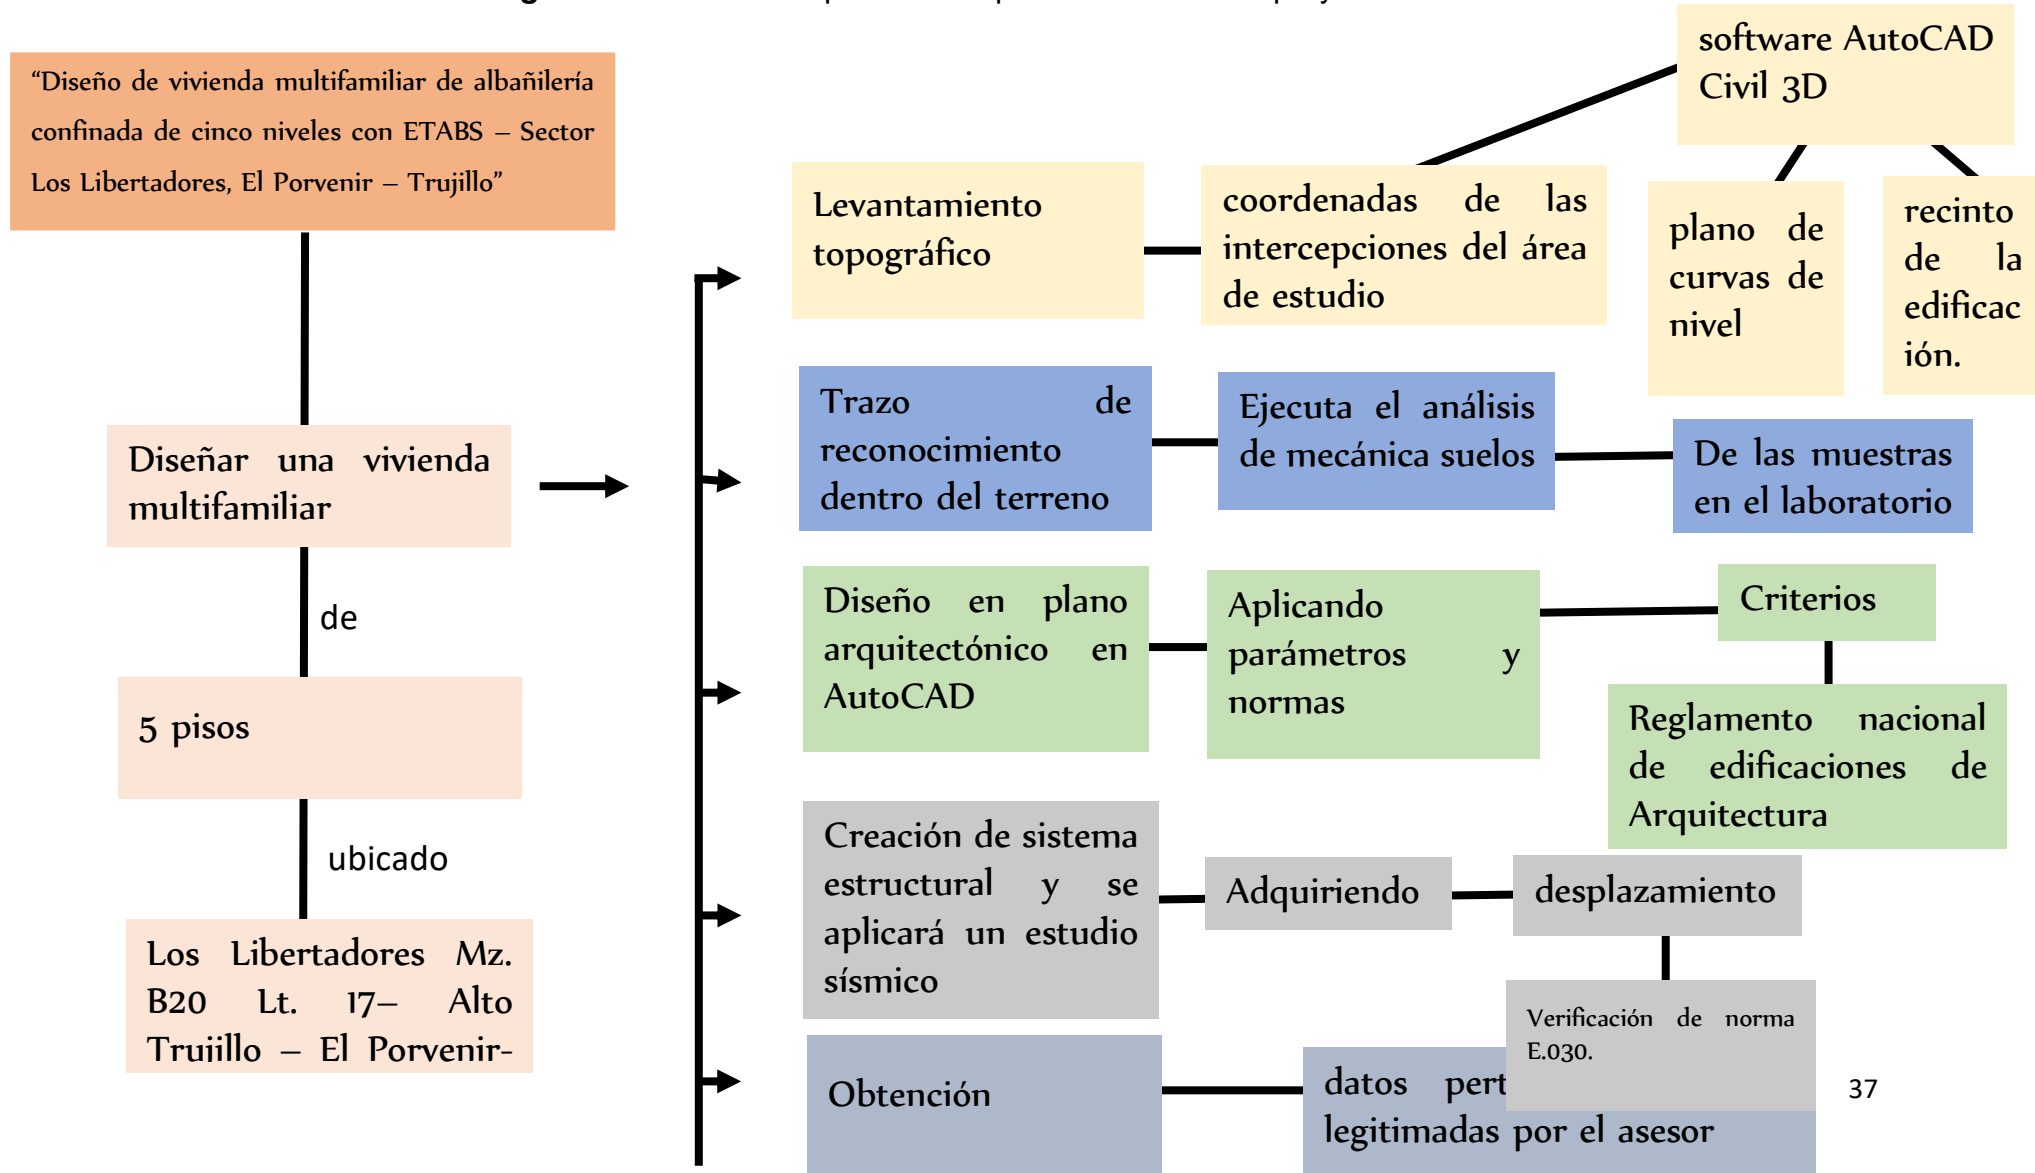 “Diseño de vivienda multifamiliar de albañilería
confinada de cinco niveles con ETABS – Sector
Los Libertadores, El Porvenir – Trujillo”
Diseñar una vivienda
multifamiliar
de
5 pisos
ubicado
Los Libertadores Mz.
B20 Lt. 17– Alto
Trujillo – El Porvenir-
Levantamiento
topográfico
coordenadas de las
intercepciones del área
de estudio
software AutoCAD
Civil 3D
plano de
curvas de
nivel
recinto
de la
edificac
ión.
Trazo de
reconocimiento
dentro del terreno
Ejecuta el análisis
de mecánica suelos
De las muestras
en el laboratorio
Diseño en plano
arquitectónico en
AutoCAD
Aplicando
parámetros y
normas
Criterios
Reglamento nacional
de edificaciones de
Arquitectura
Creación de sistema
estructural y se
aplicará un estudio
sísmico
Adquiriendo
desplazamiento
Verificación de norma
E.030.
Obtención
datos
legitimadas por el asesor
37